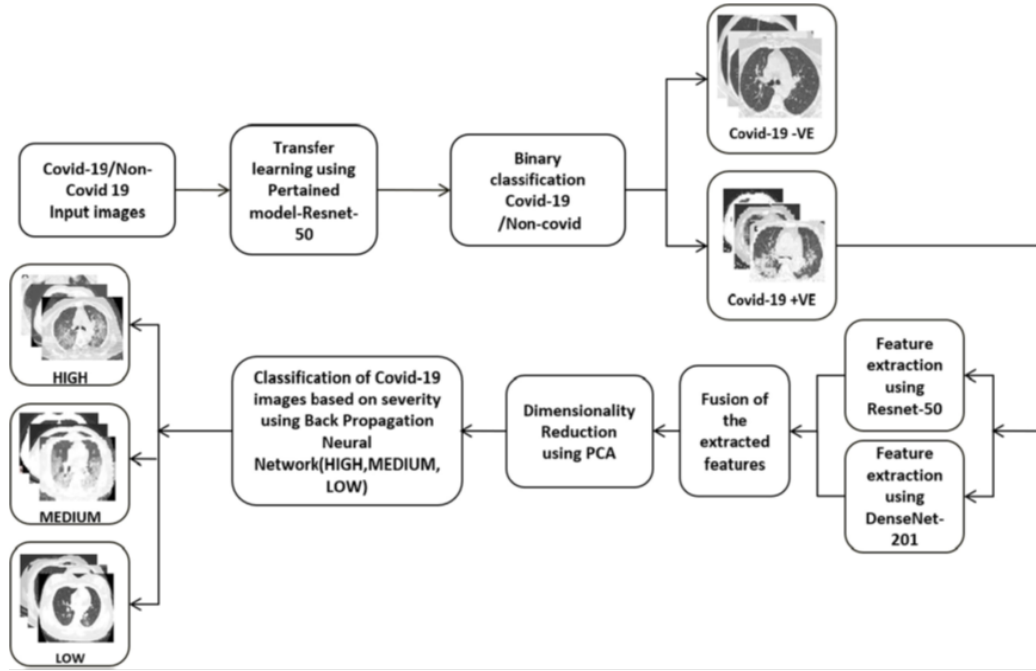 Covid-19/Non-
Covid 19
Input images
Transfer
learning using
Pertained
model-Resnet-
50
Binary
classification
Covid-19
/Non-covid
Covid-19 -VE
Covid-19 +VE
Feature
extraction
using
Resnet-50
Feature
extraction
using
DenseNet-
201
Fusion of
the
extracted
features
Dimensionality
Reduction
using PCA
Classification of Covid-19
images based on severity
using Back Propagation
Neural
Network(HIGH,MEDIUM,
LOW)
HIGH
MEDIUM
LOW